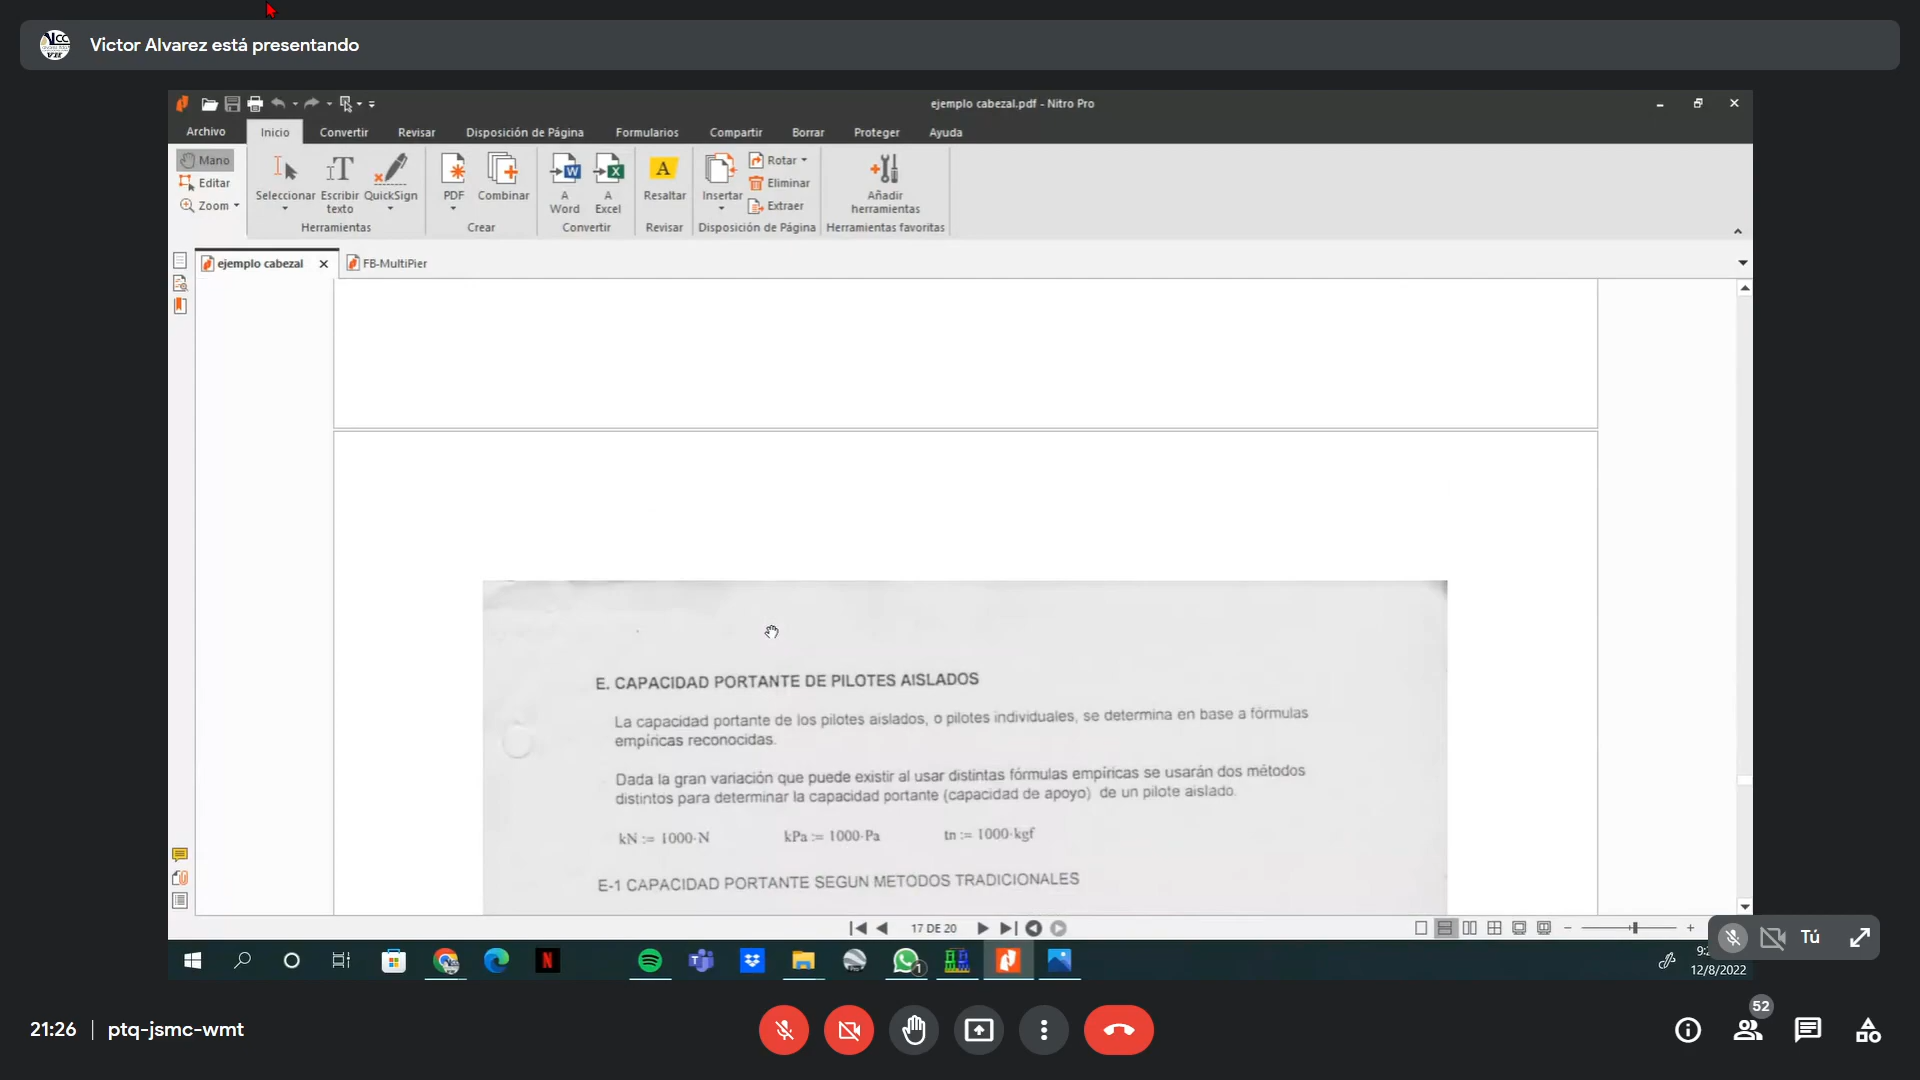 Victor Alvarez está presentando
ejemplo cabezal.pdf - Nitro Pro
Archivo Inicio Convertir Revisar Disposición de Página Formularios Compartir Borrar Proteger Ayuda
Mano
Editar
Zoom
Seleccionar
Escribir texto
QuickSign
Herramientas
PDF
Combinar
Crear
A Word
A Excel
Convertir
Resaltar
Revisar
Insertar
Rotar
Eliminar
Extraer
Disposición de Página
Añadir herramientas
Herramientas favoritas
ejemplo cabezal
FB-MultiPier
E. CAPACIDAD PORTANTE DE PILOTES AISLADOS
La capacidad portante de los pilotes aislados, o pilotes individuales, se determina en base a fórmulas
empíricas reconocidas.
Dada la gran variación que puede existir al usar distintas fórmulas empíricas se usarán dos métodos
distintos para determinar la capacidad portante (capacidad de apoyo) de un pilote aislado.
kN := 1000·N kPa := 1000·Pa tn := 1000·kgf
E-1 CAPACIDAD PORTANTE SEGUN METODOS TRADICIONALES
17 DE 20
Tú
12/8/2022
21:26 | ptq-jsmc-wmt
52